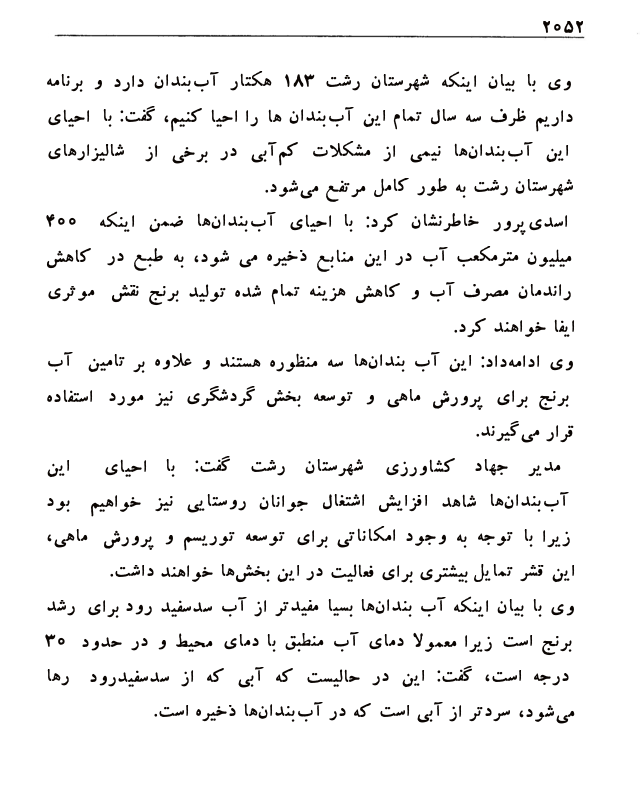 ۲۰۵۲
وی با بیان اینکه شهرستان رشت ۱۸۳ هکتار آب‌بندان دارد و برنامه
داریم ظرف سه سال تمام این آب‌بندان ها را احیا کنیم، گفت: با احیای
این آب‌بندان‌ها نیمی از مشکلات کم‌آبی در برخی از شالیزارهای
شهرستان رشت به طور کامل مرتفع می‌شود.
اسدی‌پرور خاطرنشان کرد: با احیای آب‌بندان‌ها ضمن اینکه ۴۰۰
میلیون مترمکعب آب در این منابع ذخیره می شود، به طبع در کاهش
راندمان مصرف آب و کاهش هزینه تمام شده تولید برنج نقش موثری
ایفا خواهند کرد.
وی ادامه‌داد: این آب بندان‌ها سه منظوره هستند و علاوه بر تامین آب
برنج برای پرورش ماهی و توسعه بخش گردشگری نیز مورد استفاده
قرار می‌گیرند.
مدیر جهاد کشاورزی شهرستان رشت گفت: با احیای این
آب‌بندان‌ها شاهد افزایش اشتغال جوانان روستایی نیز خواهیم بود
زیرا با توجه به وجود امکاناتی برای توسعه توریسم و پرورش ماهی،
این قشر تمایل بیشتری برای فعالیت در این بخش‌ها خواهند داشت.
وی با بیان اینکه آب بندان‌ها بسیا مفیدتر از آب سدسفید رود برای رشد
برنج است زیرا معمولا دمای آب منطبق با دمای محیط و در حدود ۳۰
درجه است، گفت: این در حالیست که آبی که از سدسفیدرود رها
می‌شود، سردتر از آبی است که در آب‌بندان‌ها ذخیره است.